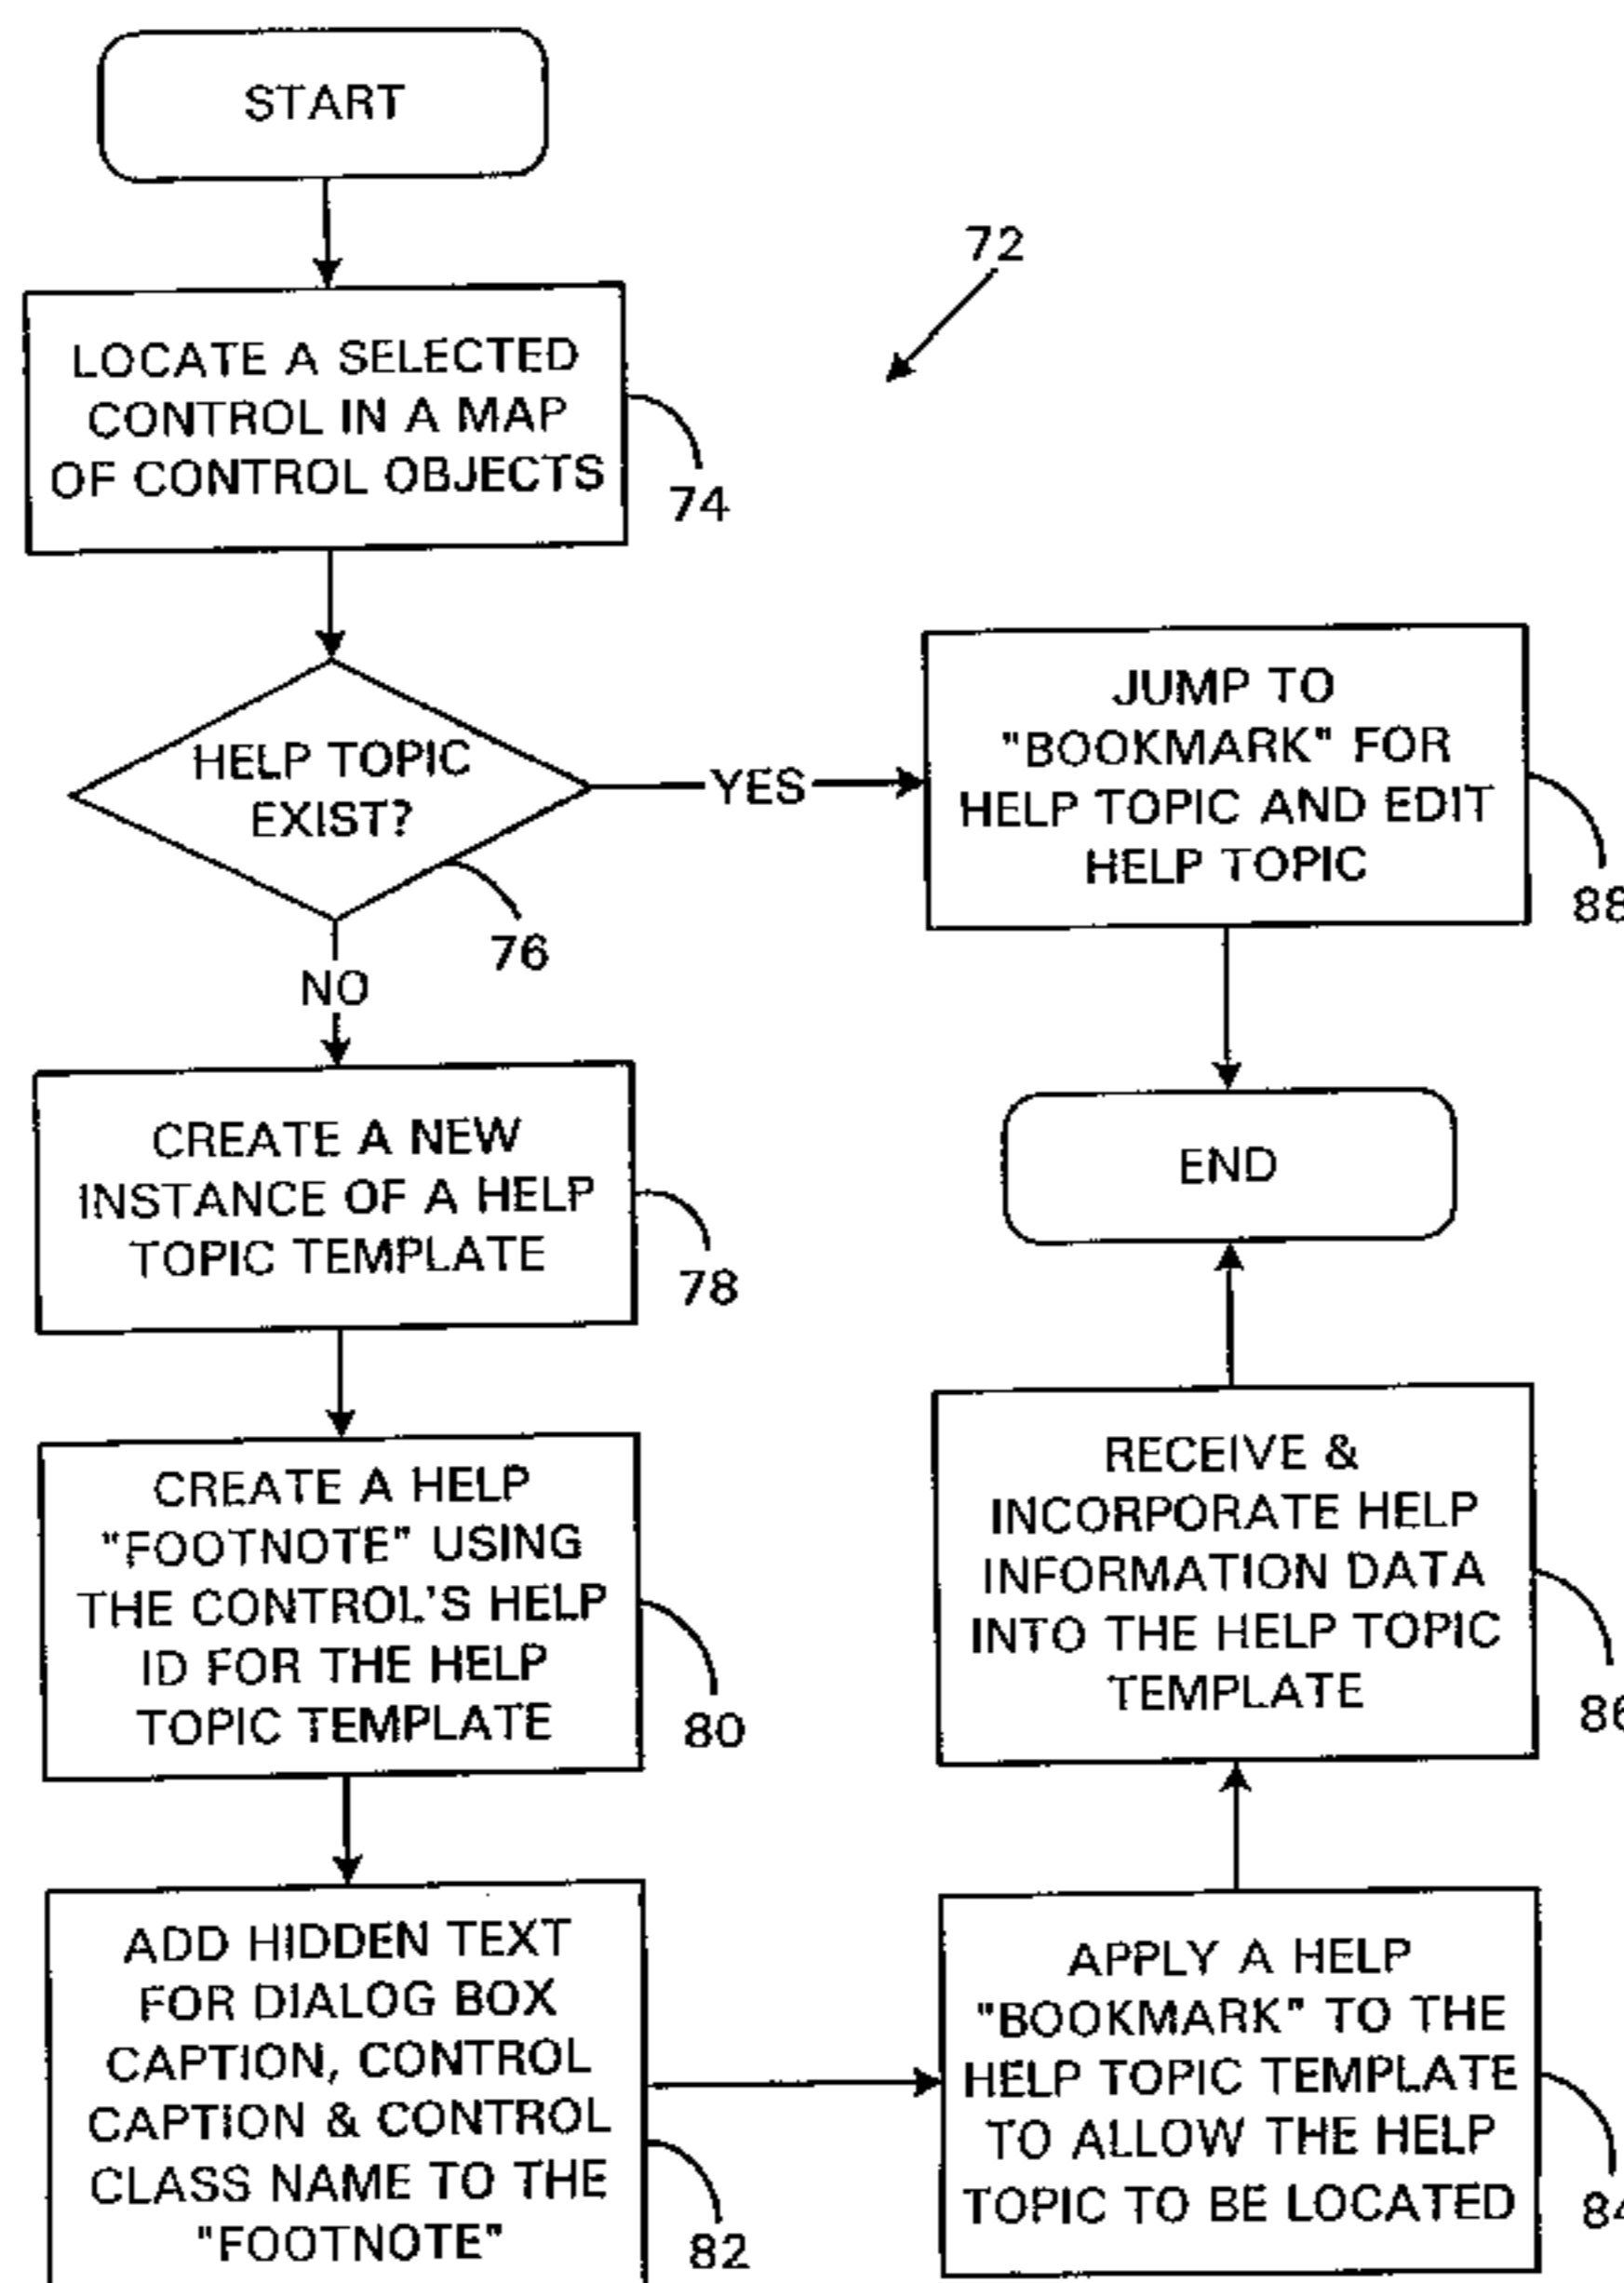 START
72
LOCATE A SELECTED
CONTROL IN A MAP
OF CONTROL OBJECTS
74
HELP TOPIC
EXIST?
76
YES
JUMP TO
"BOOKMARK" FOR
HELP TOPIC AND EDIT
HELP TOPIC
88
NO
CREATE A NEW
INSTANCE OF A HELP
TOPIC TEMPLATE
78
CREATE A HELP
"FOOTNOTE" USING
THE CONTROL'S HELP
ID FOR THE HELP
TOPIC TEMPLATE
80
ADD HIDDEN TEXT
FOR DIALOG BOX
CAPTION, CONTROL
CAPTION & CONTROL
CLASS NAME TO THE
"FOOTNOTE"
82
APPLY A HELP
"BOOKMARK" TO THE
HELP TOPIC TEMPLATE
TO ALLOW THE HELP
TOPIC TO BE LOCATED
84
RECEIVE &
INCORPORATE HELP
INFORMATION DATA
INTO THE HELP TOPIC
TEMPLATE
86
END